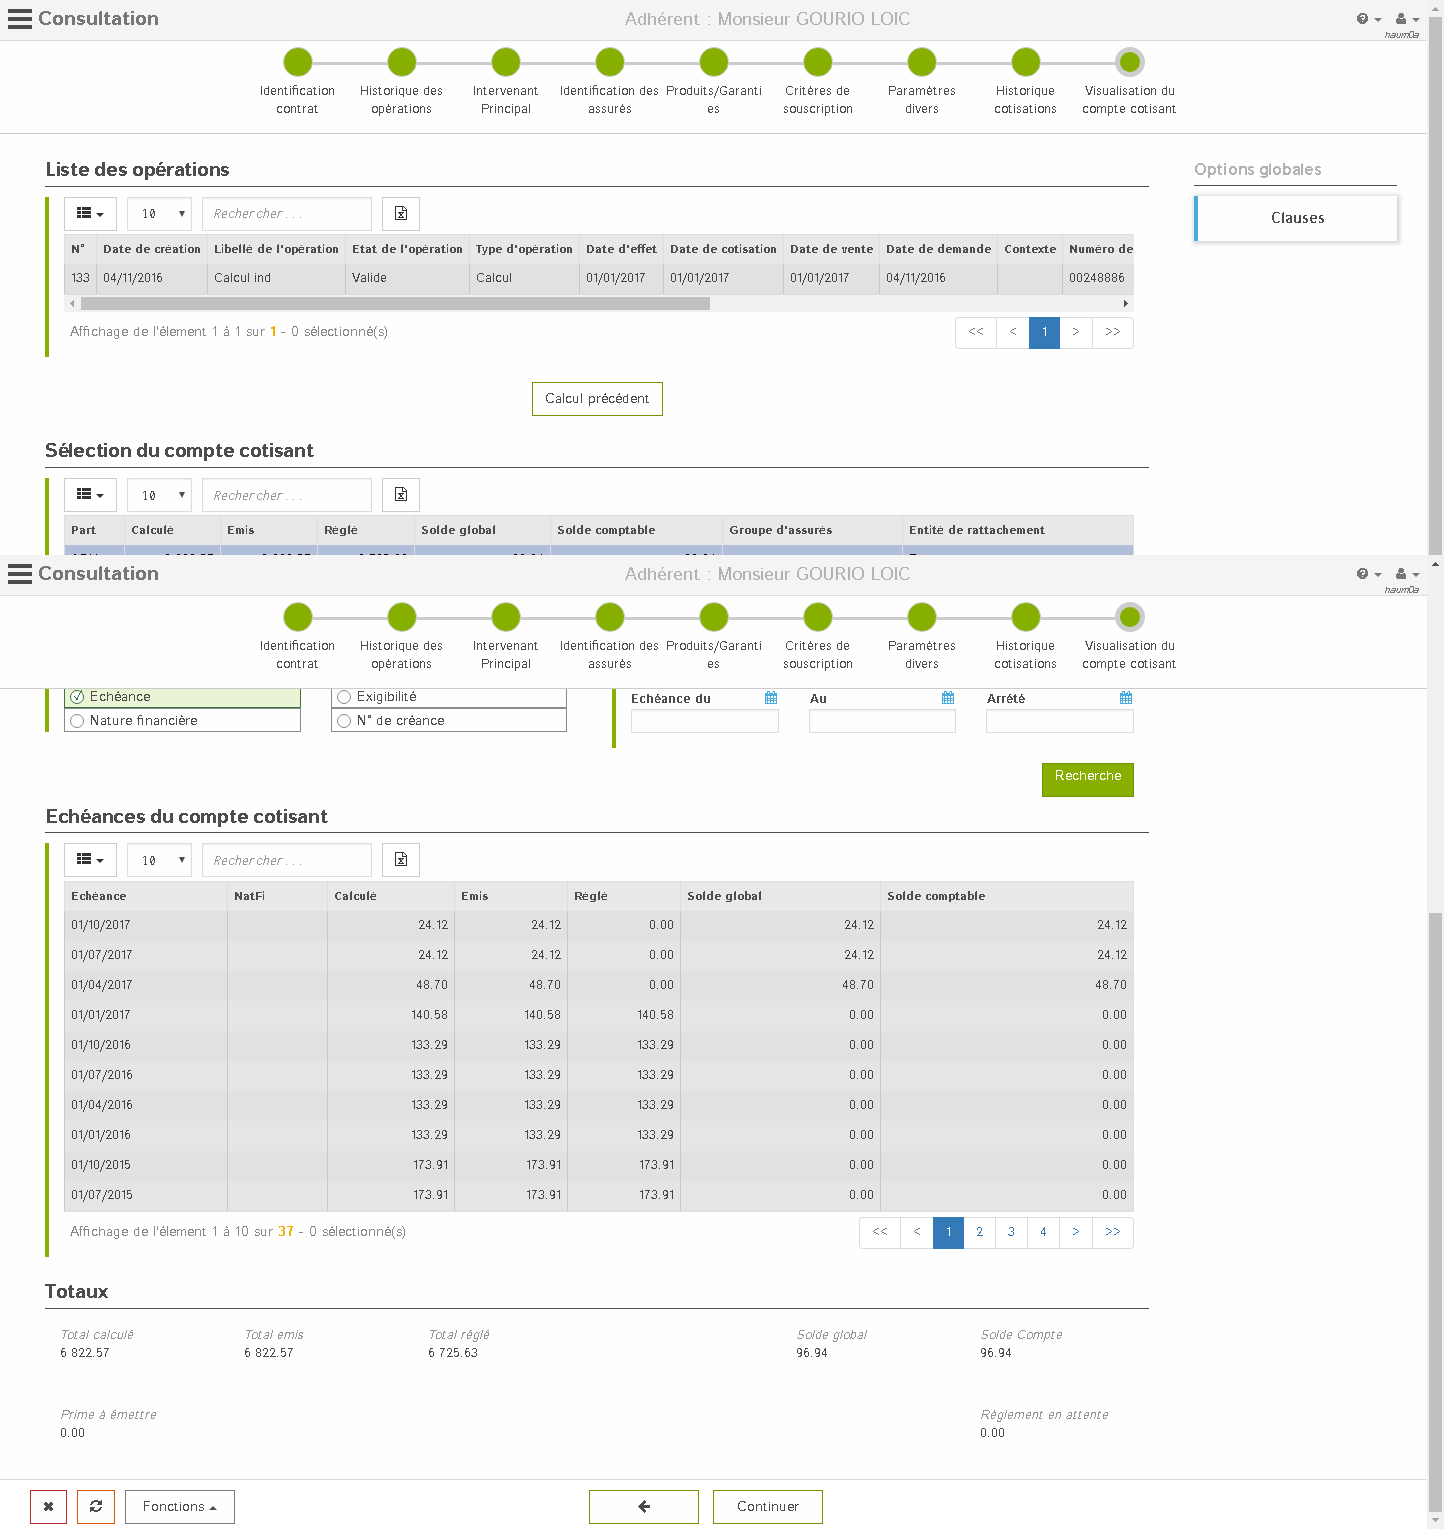 Consultation
Adhérent : Monsieur GOURIO LOIC
haum0a
Identification contrat
Historique des opérations
Intervenant Principal
Identification des assurés
Produits/Garanti es
Critères de souscription
Paramètres divers
Historique cotisations
Visualisation du compte cotisant
Liste des opérations
Options globales
Clauses
10 Rechercher...
N° Date de création Libellé de l'opération Etat de l'opération Type d'opération Date d'effet Date de cotisation Date de vente Date de demande Contexte Numéro de
133 04/11/2016 Calcul ind Valide Calcul 01/01/2017 01/01/2017 01/01/2017 04/11/2016 00248886
Affichage de l'élement 1 à 1 sur 1 - 0 sélectionné(s)
<< < 1 > >>
Calcul précédent
Sélection du compte cotisant
10 Rechercher...
Part Calculé Emis Réglé Solde global Solde comptable Groupe d'assurés Entité de rattachement
Consultation
Adhérent : Monsieur GOURIO LOIC
haum0a
Identification contrat
Historique des opérations
Intervenant Principal
Identification des assurés
Produits/Garanti es
Critères de souscription
Paramètres divers
Historique cotisations
Visualisation du compte cotisant
Echéance Exigibilité
Nature financière N° de créance
Echéance du Au Arrété
Recherche
Echéances du compte cotisant
10 Rechercher...
Echéance NatFi Calculé Emis Réglé Solde global Solde comptable
01/10/2017 24.12 24.12 0.00 24.12 24.12
01/07/2017 24.12 24.12 0.00 24.12 24.12
01/04/2017 48.70 48.70 0.00 48.70 48.70
01/01/2017 140.58 140.58 140.58 0.00 0.00
01/10/2016 133.29 133.29 133.29 0.00 0.00
01/07/2016 133.29 133.29 133.29 0.00 0.00
01/04/2016 133.29 133.29 133.29 0.00 0.00
01/01/2016 133.29 133.29 133.29 0.00 0.00
01/10/2015 173.91 173.91 173.91 0.00 0.00
01/07/2015 173.91 173.91 173.91 0.00 0.00
Affichage de l'élement 1 à 10 sur 37 - 0 sélectionné(s)
<< < 1 2 3 4 > >>
Totaux
Total calculé Total emis Total réglé Solde global Solde Compte
6 822.57 6 822.57 6 725.63 96.94 96.94
Prime à émettre Règlement en attente
0.00 0.00
Fonctions
Continuer